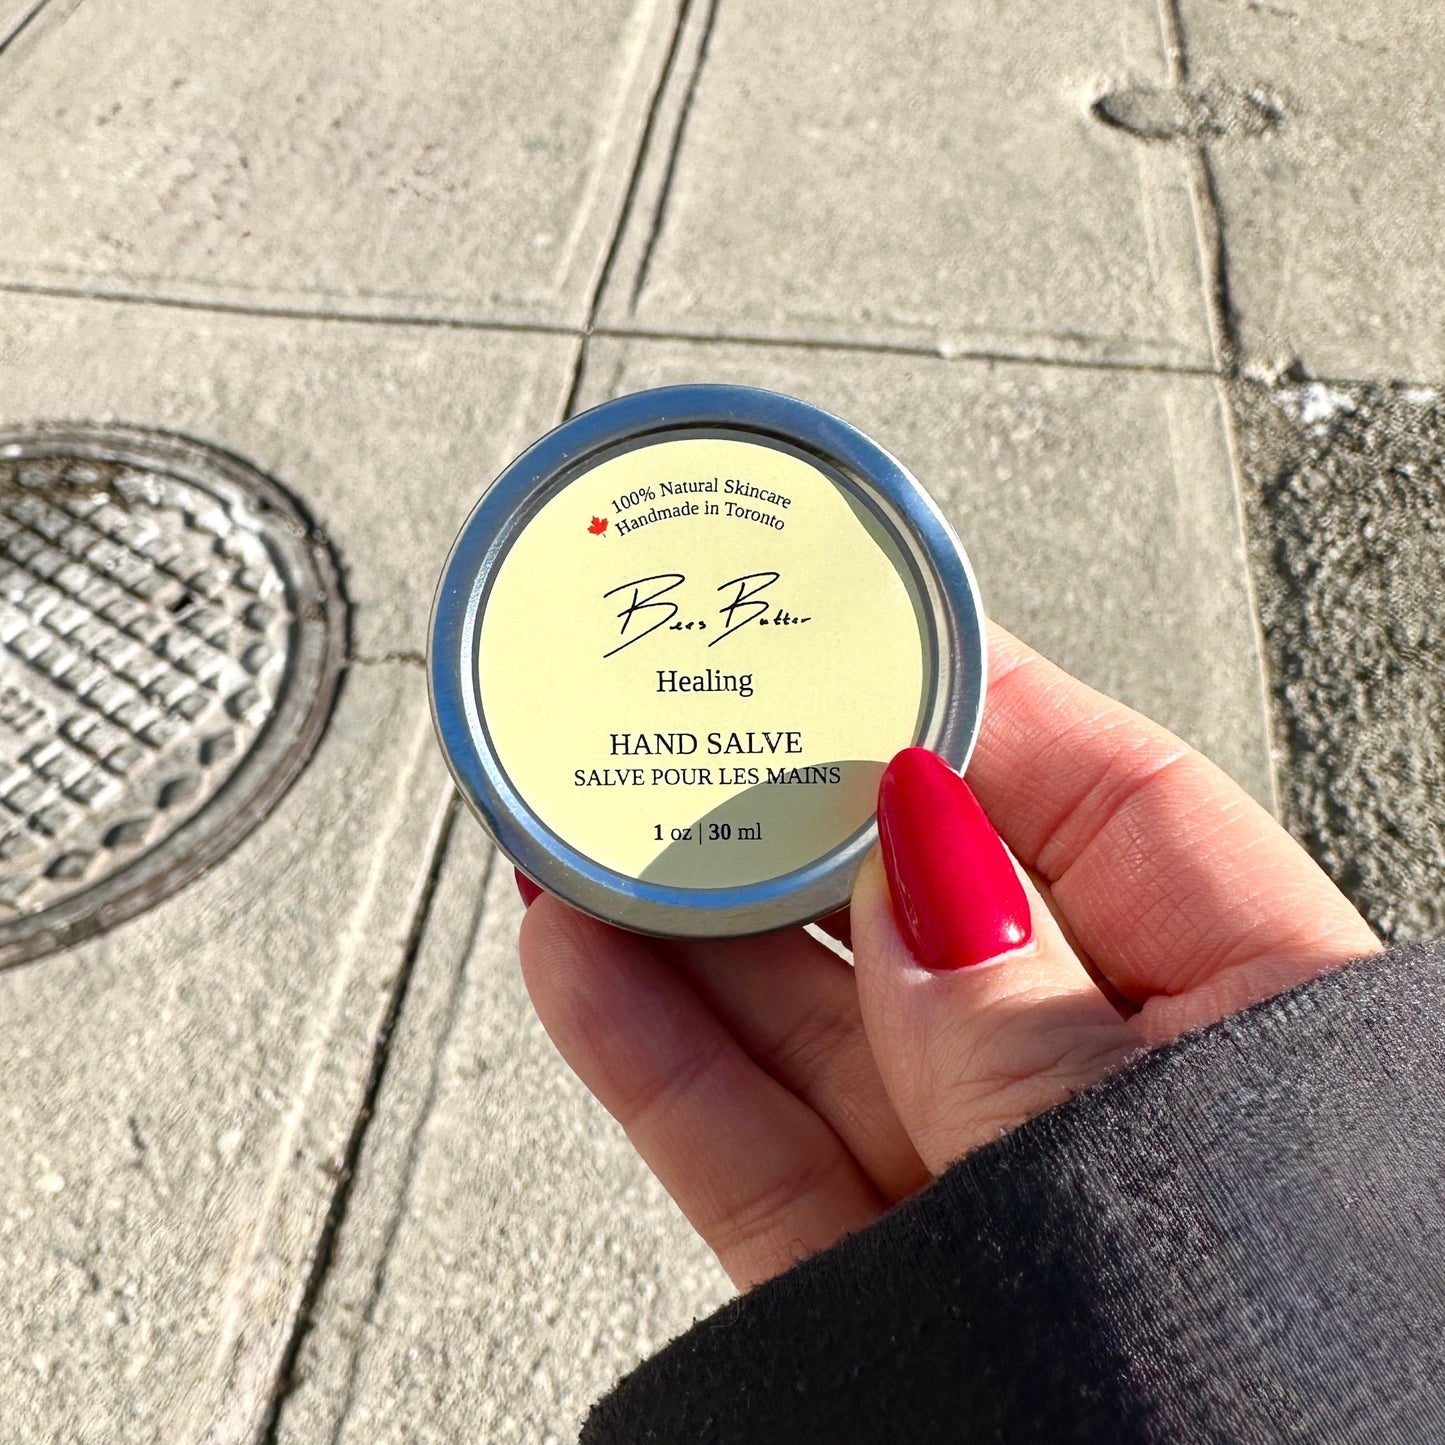 100% Natural Skincare
Handmade in Toronto
Bees Butter
Healing
HAND SALVE
SALVE POUR LES MAINS
1 oz | 30 ml